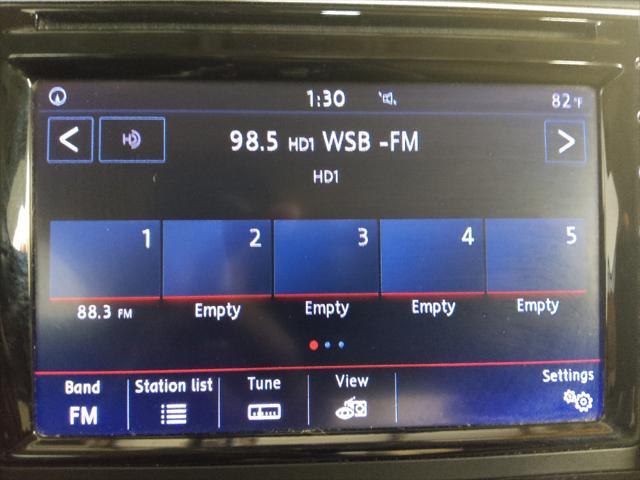 1:30 82°F
HD 98.5 HD1 WSB -FM
HD1
1 2 3 4 5
88.3 FM Empty Empty Empty Empty
Band Station list Tune View Settings
FM